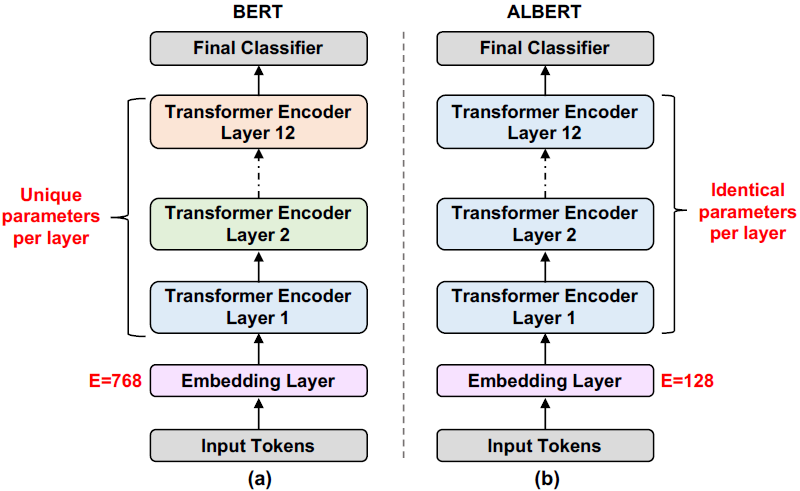 BERT
Final Classifier
Transformer Encoder
Layer 12
Transformer Encoder
Layer 2
Transformer Encoder
Layer 1
Unique
parameters
per layer
E=768
Embedding Layer
Input Tokens
(a)
ALBERT
Final Classifier
Transformer Encoder
Layer 12
Transformer Encoder
Layer 2
Transformer Encoder
Layer 1
Identical
parameters
per layer
Embedding Layer
E=128
Input Tokens
(b)